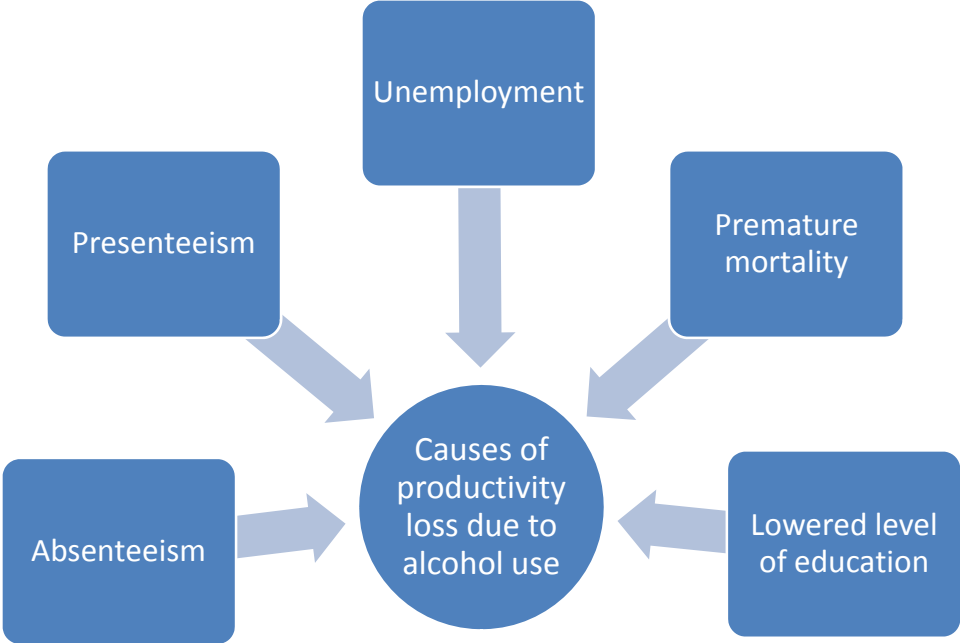 Unemployment
Presenteeism
Premature
mortality
Absenteeism
Causes of
productivity
loss due to
alcohol use
Lowered level
of education